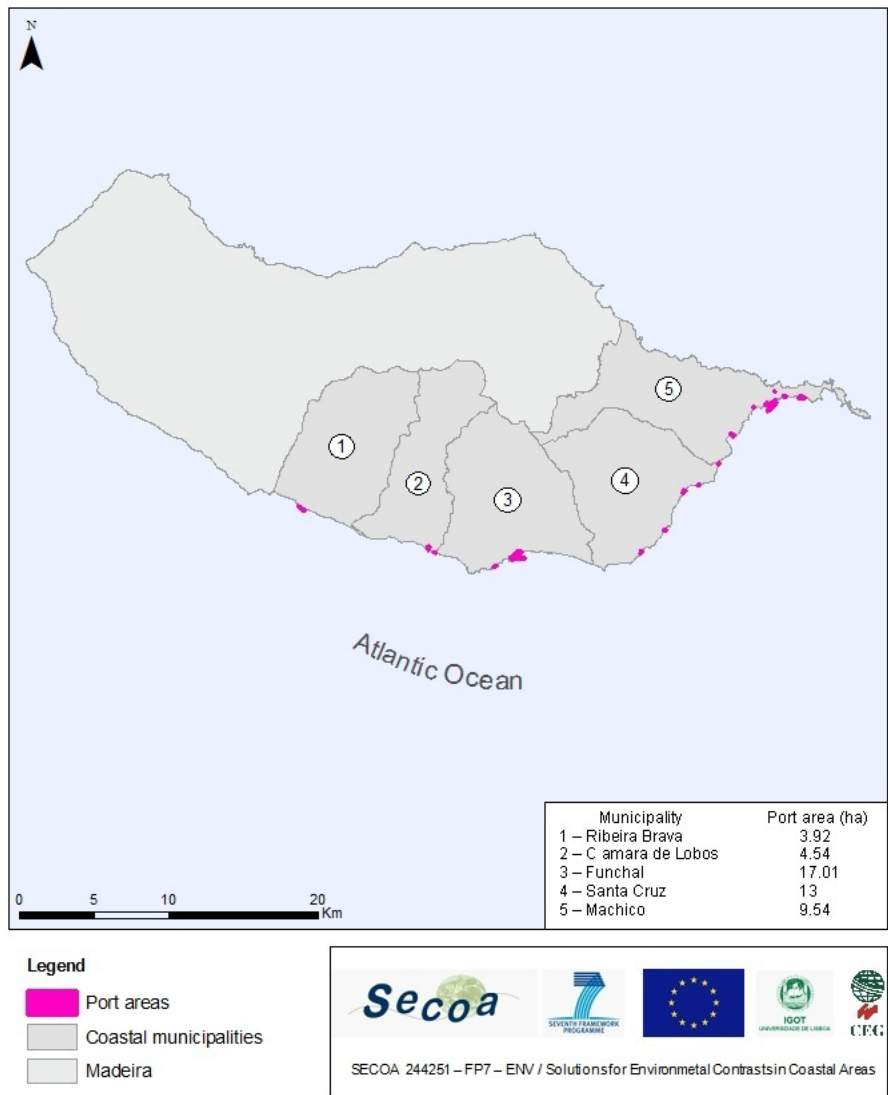 N
1
2
3
4
5
Atlantic Ocean
Municipality Port area (ha)
1 – Ribeira Brava 3.92
2 – C amara de Lobos 4.54
3 – Funchal 17.01
4 – Santa Cruz 13
5 – Machico 9.54
0 5 10 20
Km
Legend
Port areas
Coastal municipalities
Madeira
Secoa
7
SEVENTH FRAMEWORK
PROGRAMME
IGOT
UNIVERSIDADE DE LISBOA
CEG
SECOA 244251 – FP7 – ENV / Solutions for Environmetal Contrasts in Coastal Areas